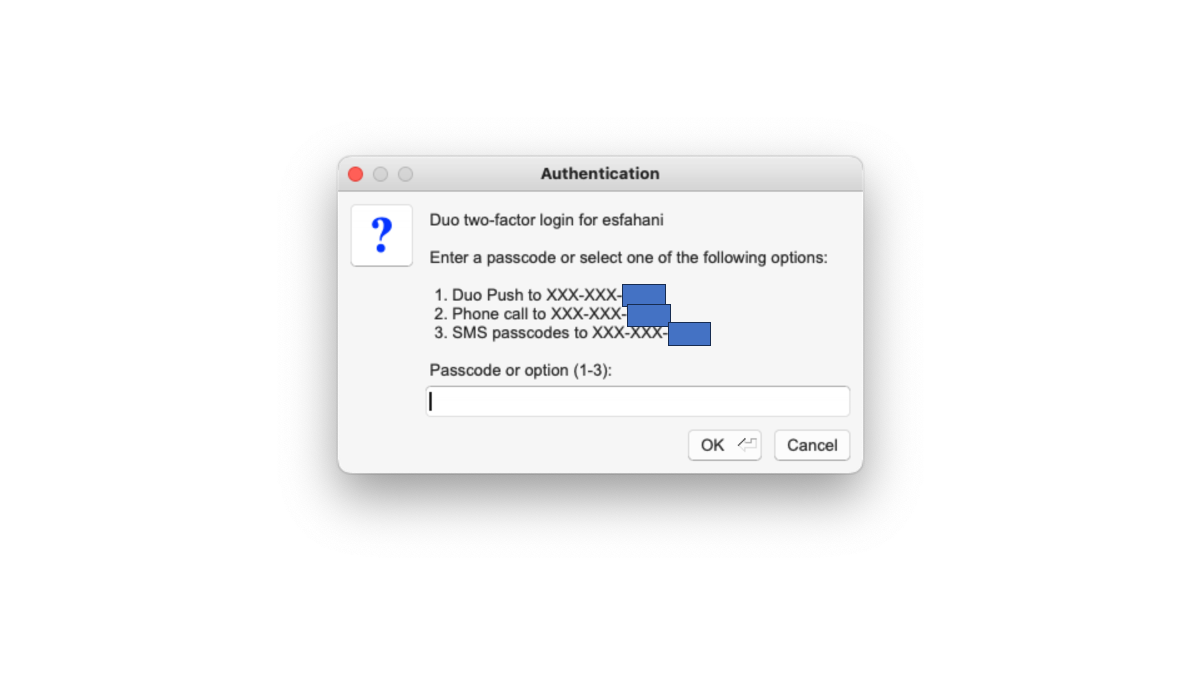 Authentication
?
Duo two-factor login for esfahani
Enter a passcode or select one of the following options:
1. Duo Push to XXX-XXX-
2. Phone call to XXX-XXX-
3. SMS passcodes to XXX-XXX-
Passcode or option (1-3):
OK Cancel